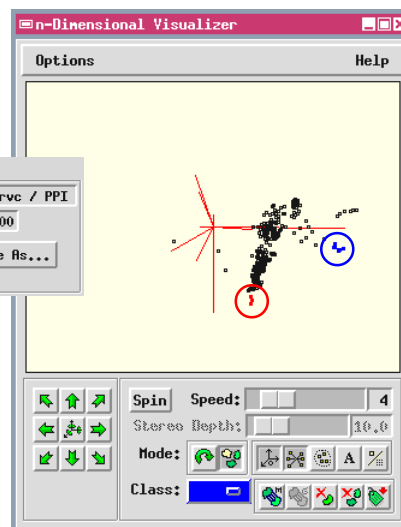 n-Dimensional Visualizer
Options Help
rvc / PPI
00
e As...
Spin Speed: 4
Stereo Depth: 10.0
Mode: A
Class: